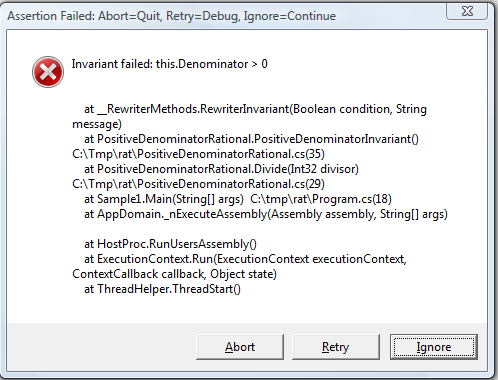 Assertion Failed: Abort=Quit, Retry=Debug, Ignore=Continue
Invariant failed: this.Denominator > 0
at __RewriterMethods.RewriterInvariant(Boolean condition, String
message)
at PositiveDenominatorRational.PositiveDenominatorInvariant()
C:\Tmp\rat\PositiveDenominatorRational.cs(35)
at PositiveDenominatorRational.Divide(Int32 divisor)
C:\Tmp\rat\PositiveDenominatorRational.cs(29)
at Sample1.Main(String[] args)  C:\tmp\rat\Program.cs(18)
at AppDomain._nExecuteAssembly(Assembly assembly, String[] args)
at HostProc.RunUsersAssembly()
at ExecutionContext.Run(ExecutionContext executionContext,
ContextCallback callback, Object state)
at ThreadHelper.ThreadStart()
Abort
Retry
Ignore